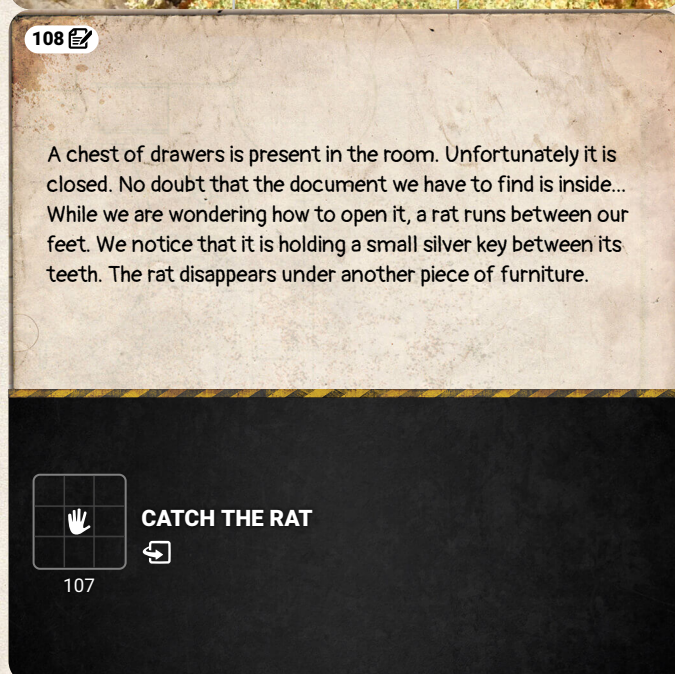 108
A chest of drawers is present in the room. Unfortunately it is
closed. No doubt that the document we have to find is inside...
While we are wondering how to open it, a rat runs between our
feet. We notice that it is holding a small silver key between its
teeth. The rat disappears under another piece of furniture.
CATCH THE RAT
107